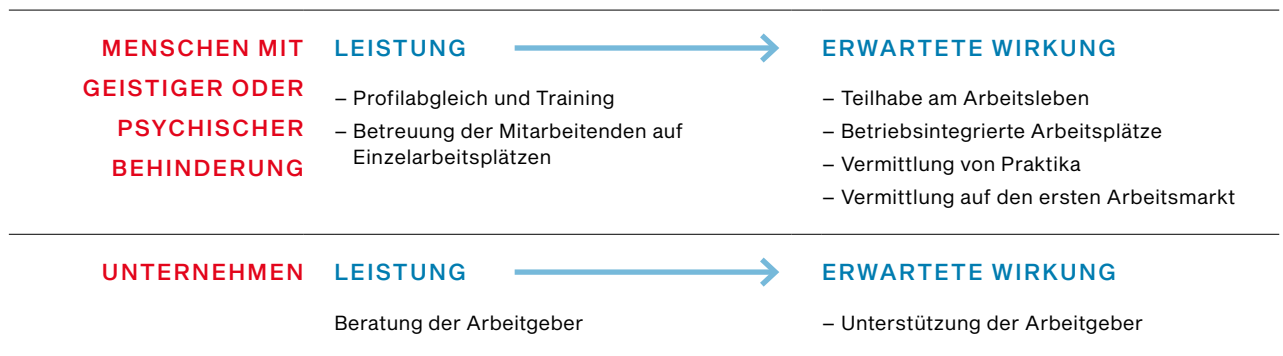 MENSCHEN MIT
GEISTIGER ODER
PSYCHISCHER
BEHINDERUNG
LEISTUNG
– Profilabgleich und Training
– Betreuung der Mitarbeitenden auf
Einzelarbeitsplätzen
ERWARTETE WIRKUNG
– Teilhabe am Arbeitsleben
– Betriebsintegrierte Arbeitsplätze
– Vermittlung von Praktika
– Vermittlung auf den ersten Arbeitsmarkt
UNTERNEHMEN
LEISTUNG
Beratung der Arbeitgeber
ERWARTETE WIRKUNG
– Unterstützung der Arbeitgeber